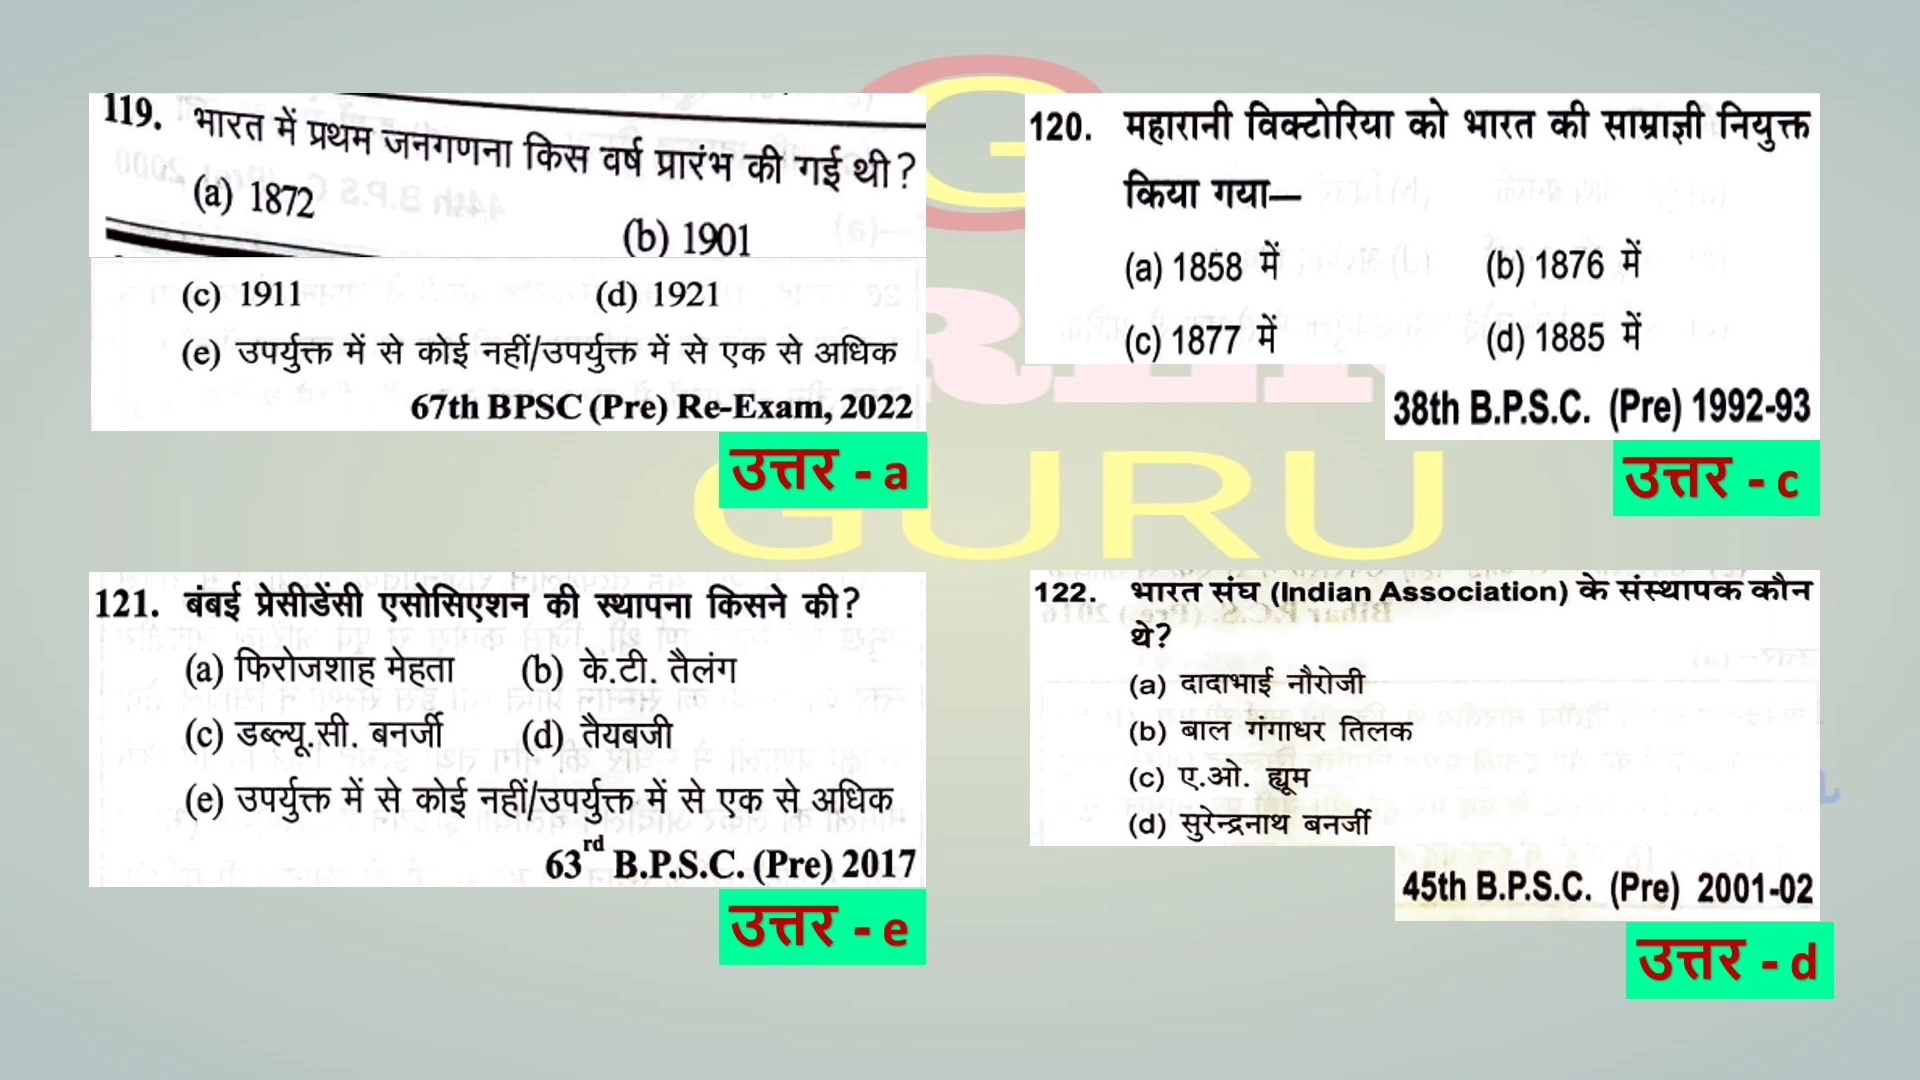 119. भारत में प्रथम जनगणना किस वर्ष प्रारंभ की गई थी?
(a) 1872 (b) 1901
(c) 1911 (d) 1921
(e) उपर्युक्त में से कोई नहीं/उपर्युक्त में से एक से अधिक
67th BPSC (Pre) Re-Exam, 2022
उत्तर - a
120. महारानी विक्टोरिया को भारत की साम्राज्ञी नियुक्त
किया गया—
(a) 1858 में (b) 1876 में
(c) 1877 में (d) 1885 में
38th B.P.S.C. (Pre) 1992-93
उत्तर - c
121. बंबई प्रेसीडेंसी एसोसिएशन की स्थापना किसने की?
(a) फिरोजशाह मेहता (b) के.टी. तैलंग
(c) डब्ल्यू.सी. बनर्जी (d) तैयबजी
(e) उपर्युक्त में से कोई नहीं/उपर्युक्त में से एक से अधिक
63rd B.P.S.C. (Pre) 2017
उत्तर - e
122. भारत संघ (Indian Association) के संस्थापक कौन
थे?
(a) दादाभाई नौरोजी
(b) बाल गंगाधर तिलक
(c) ए.ओ. ह्यूम
(d) सुरेन्द्रनाथ बनर्जी
45th B.P.S.C. (Pre) 2001-02
उत्तर - d
GURU